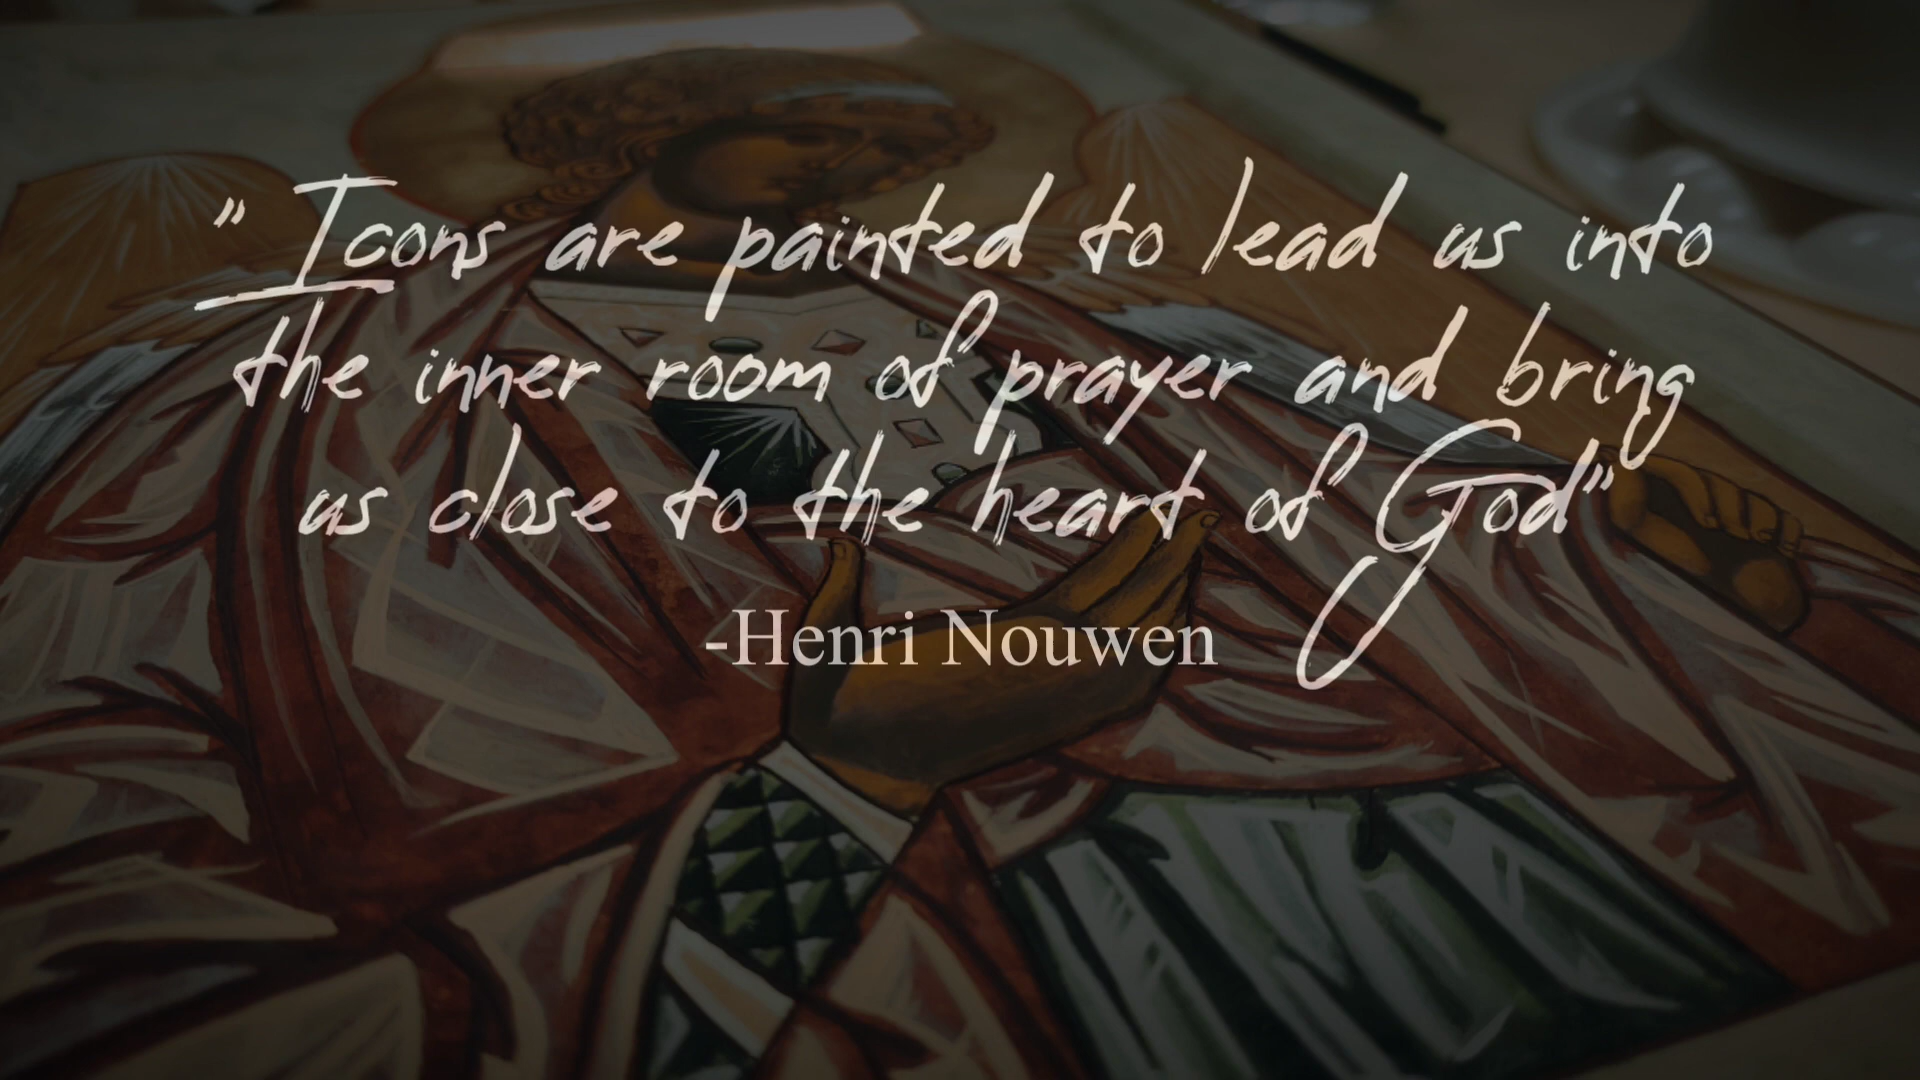 " Icons are painted to lead us into
the inner room of prayer and bring
us close to the heart of God"
-Henri Nouwen